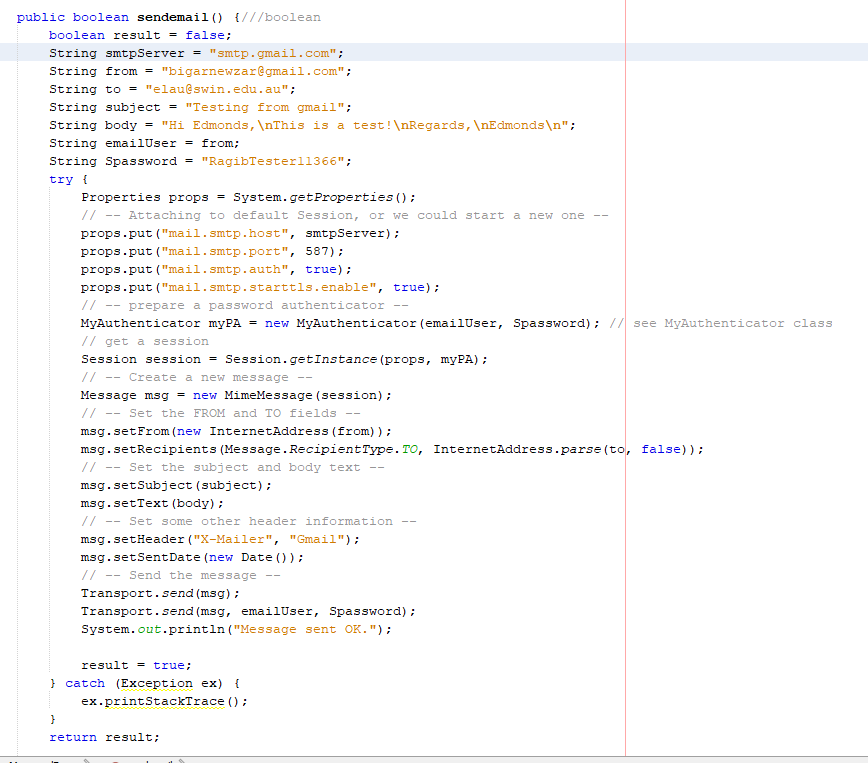 public boolean sendemail() {///boolean
    boolean result = false;
    String smtpServer = "smtp.gmail.com";
    String from = "bigarnewzar@gmail.com";
    String to = "elau@swin.edu.au";
    String subject = "Testing from gmail";
    String body = "Hi Edmonds,\nThis is a test!\nRegards,\nEdmonds\n";
    String emailUser = from;
    String Spassword = "RagibTester11366";
    try {
        Properties props = System.getProperties();
        // -- Attaching to default Session, or we could start a new one --
        props.put("mail.smtp.host", smtpServer);
        props.put("mail.smtp.port", 587);
        props.put("mail.smtp.auth", true);
        props.put("mail.smtp.starttls.enable", true);
        // -- prepare a password authenticator --
        MyAuthenticator myPA = new MyAuthenticator(emailUser, Spassword); // see MyAuthenticator class
        // get a session
        Session session = Session.getInstance(props, myPA);
        // -- Create a new message --
        Message msg = new MimeMessage(session);
        // -- Set the FROM and TO fields --
        msg.setFrom(new InternetAddress(from));
        msg.setRecipients(Message.RecipientType.TO, InternetAddress.parse(to, false));
        // -- Set the subject and body text --
        msg.setSubject(subject);
        msg.setText(body);
        // -- Set some other header information --
        msg.setHeader("X-Mailer", "Gmail");
        msg.setSentDate(new Date());
        // -- Send the message --
        Transport.send(msg);
        Transport.send(msg, emailUser, Spassword);
        System.out.println("Message sent OK.");
        result = true;
    } catch (Exception ex) {
        ex.printStackTrace();
    }
    return result;